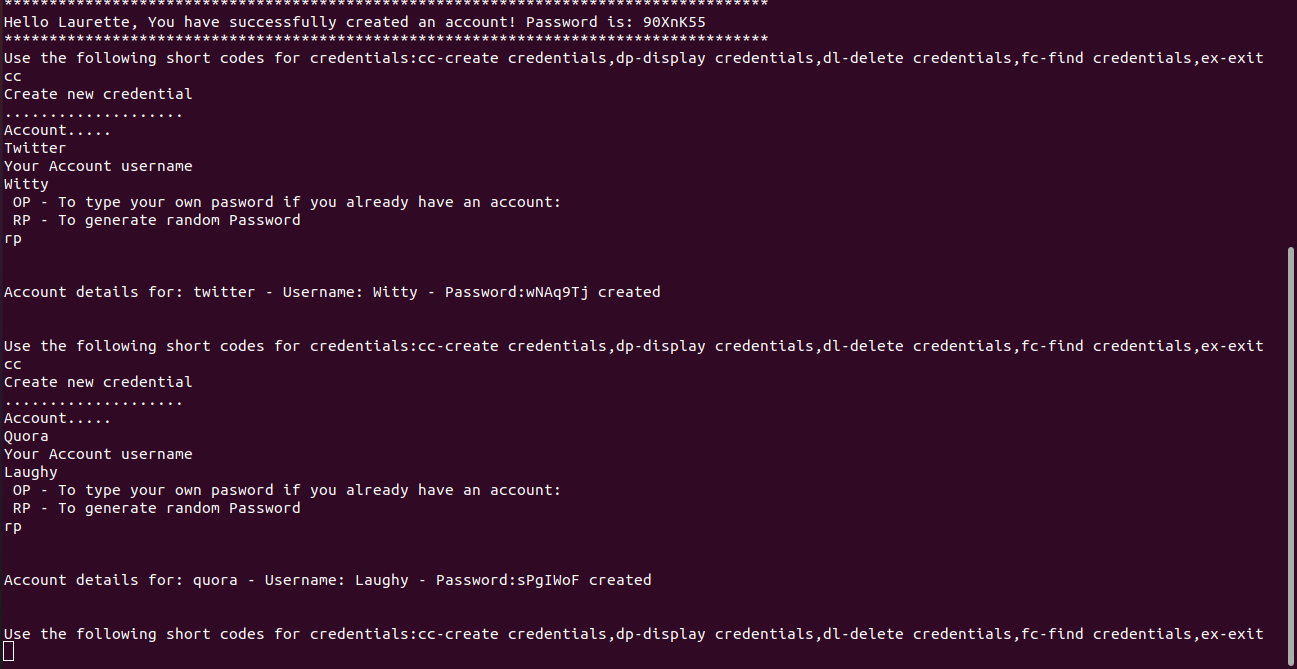 *************************************************************************************
Hello Laurette, You have successfully created an account! Password is: 90XnK55
*************************************************************************************
Use the following short codes for credentials:cc-create credentials,dp-display credentials,dl-delete credentials,fc-find credentials,ex-exit
cc
Create new credential
....................
Account.....
Twitter
Your Account username
Witty
 OP - To type your own pasword if you already have an account:
 RP - To generate random Password
rp
Account details for: twitter - Username: Witty - Password:wNAq9Tj created
Use the following short codes for credentials:cc-create credentials,dp-display credentials,dl-delete credentials,fc-find credentials,ex-exit
cc
Create new credential
....................
Account.....
Quora
Your Account username
Laughy
 OP - To type your own pasword if you already have an account:
 RP - To generate random Password
rp
Account details for: quora - Username: Laughy - Password:sPgIWoF created
Use the following short codes for credentials:cc-create credentials,dp-display credentials,dl-delete credentials,fc-find credentials,ex-exit